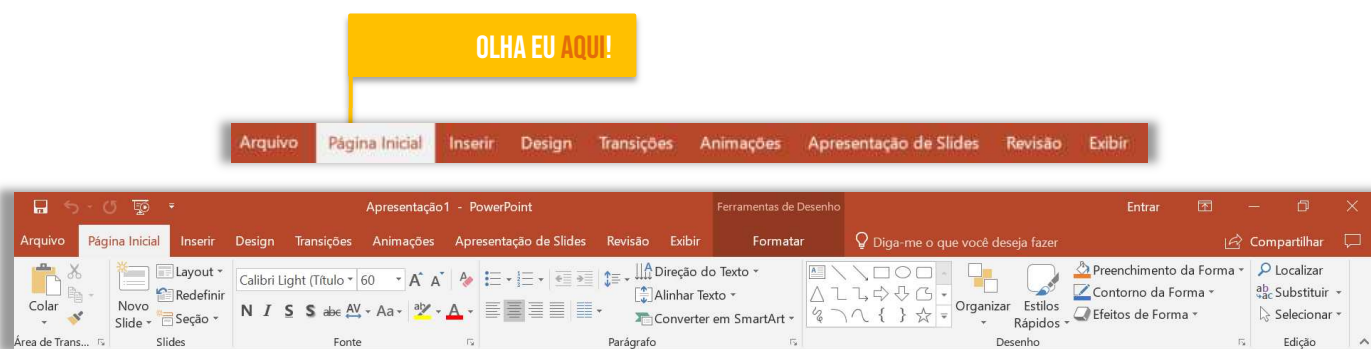 OLHA EU AQUI!
Arquivo Página Inicial Inserir Design Transições Animações Apresentação de Slides Revisão Exibir
Apresentação1 - PowerPoint Ferramentas de Desenho Entrar
Arquivo Página Inicial Inserir Design Transições Animações Apresentação de Slides Revisão Exibir Formatar Diga-me o que você deseja fazer Compartilhar
Layout Calibri Light (Título 60 A A Direção do Texto Preenchimento da Forma Localizar
Colar Novo Slide Redefinir Alinhar Texto Organizar Estilos Rápidos Contorno da Forma Substituir
Seção N I S S abc AV Aa A Converter em SmartArt Efeitos de Forma Selecionar
Área de Trans... Slides Fonte Parágrafo Desenho Edição